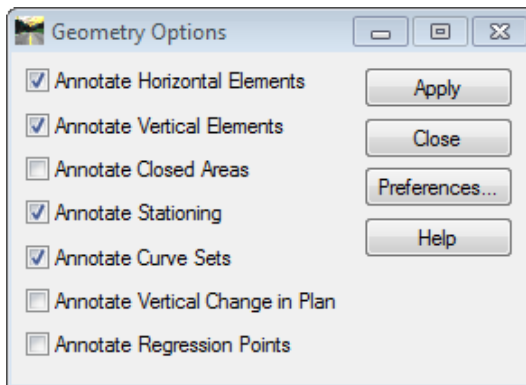 Geometry Options
Annotate Horizontal Elements
Annotate Vertical Elements
Annotate Closed Areas
Annotate Stationing
Annotate Curve Sets
Annotate Vertical Change in Plan
Annotate Regression Points
Apply
Close
Preferences...
Help